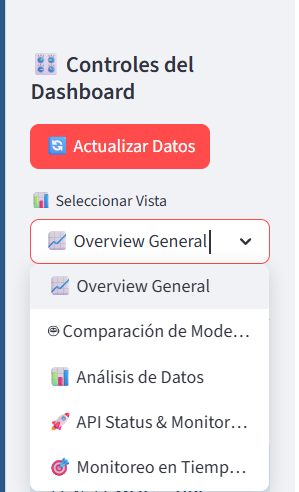 🎛️ Controles del
Dashboard
🔄 Actualizar Datos
📊 Seleccionar Vista
📈 Overview General
📈 Overview General
Comparación de Mode...
📊 Análisis de Datos
🚀 API Status & Monitor...
🎯 Monitoreo en Tiemp...